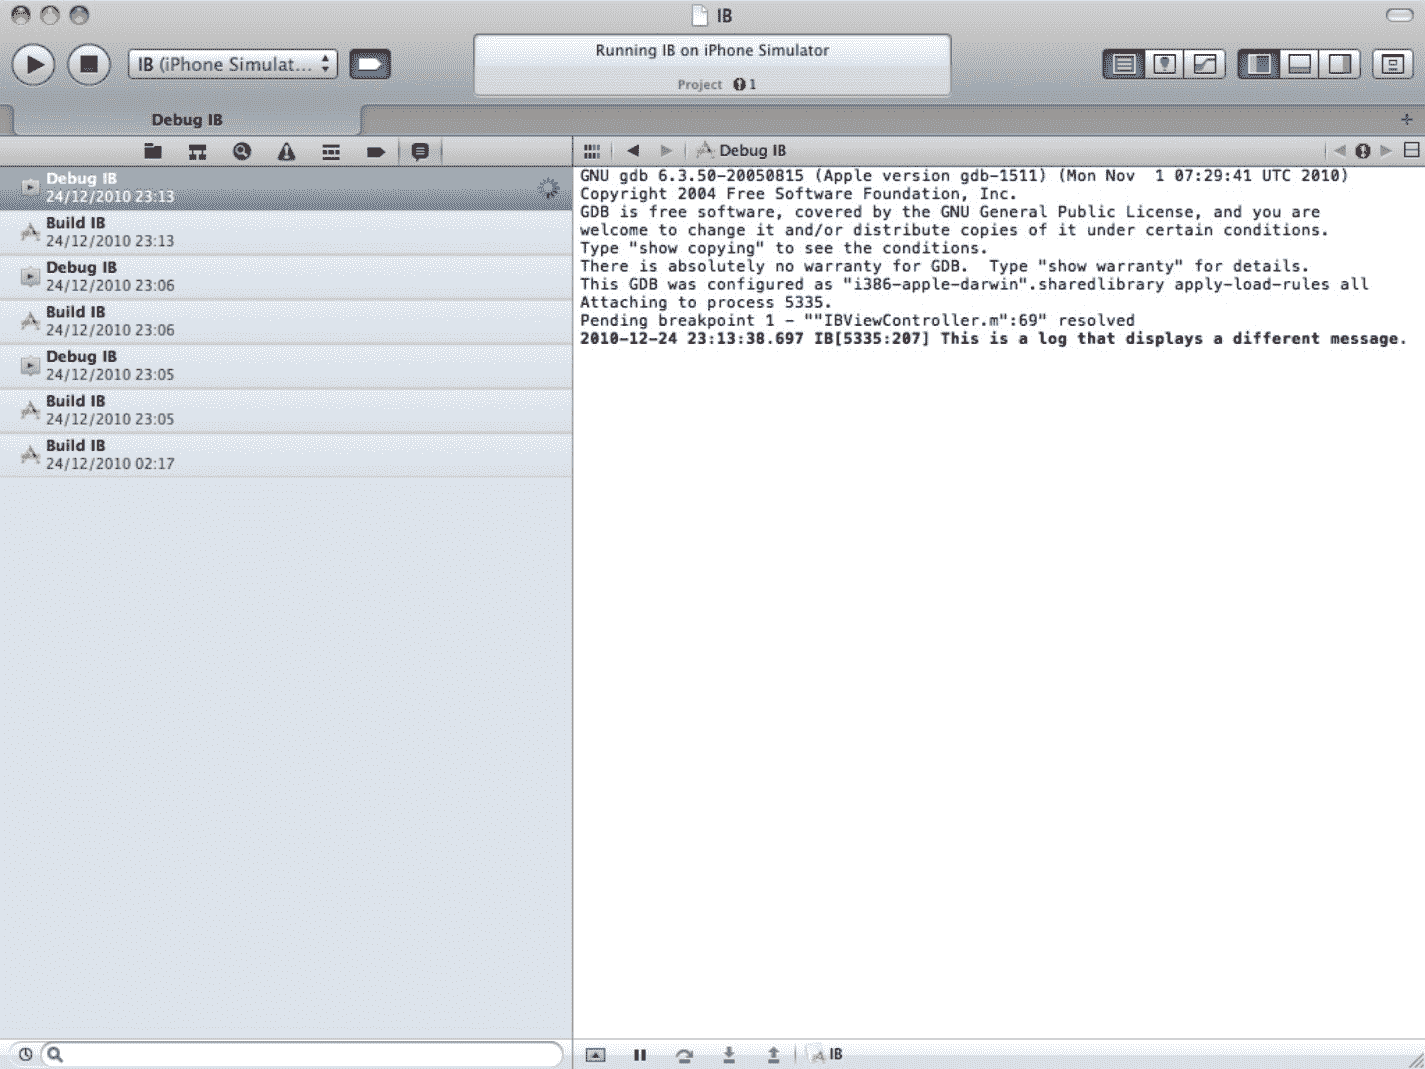 IB
IB (iPhone Simulat...
Running IB on iPhone Simulator
Project 1
Debug IB
Debug IB
GNU gdb 6.3.50-20050815 (Apple version gdb-1511) (Mon Nov  1 07:29:41 UTC 2010)
Copyright 2004 Free Software Foundation, Inc.
GDB is free software, covered by the GNU General Public License, and you are
welcome to change it and/or distribute copies of it under certain conditions.
Type "show copying" to see the conditions.
There is absolutely no warranty for GDB.  Type "show warranty" for details.
This GDB was configured as "i386-apple-darwin".sharedlibrary apply-load-rules all
Attaching to process 5335.
Pending breakpoint 1 - ""IBViewController.m":69" resolved
2010-12-24 23:13:38.697 IB[5335:207] This is a log that displays a different message.
Debug IB
24/12/2010 23:13
Build IB
24/12/2010 23:13
Debug IB
24/12/2010 23:06
Build IB
24/12/2010 23:06
Debug IB
24/12/2010 23:05
Build IB
24/12/2010 23:05
Build IB
24/12/2010 02:17
IB